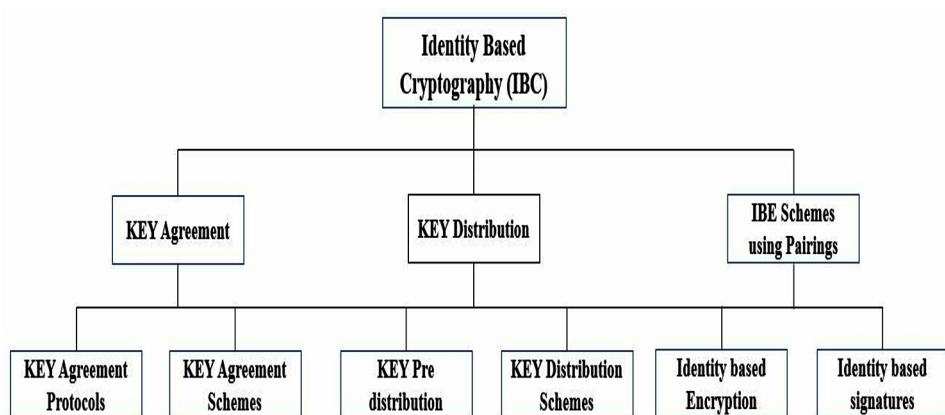 Identity Based
Cryptography (IBC)
KEY Agreement
KEY Distribution
IBE Schemes
using Pairings
KEY Agreement
Protocols
KEY Agreement
Schemes
KEY Pre
distribution
KEY Distribution
Schemes
Identity based
Encryption
Identity based
signatures